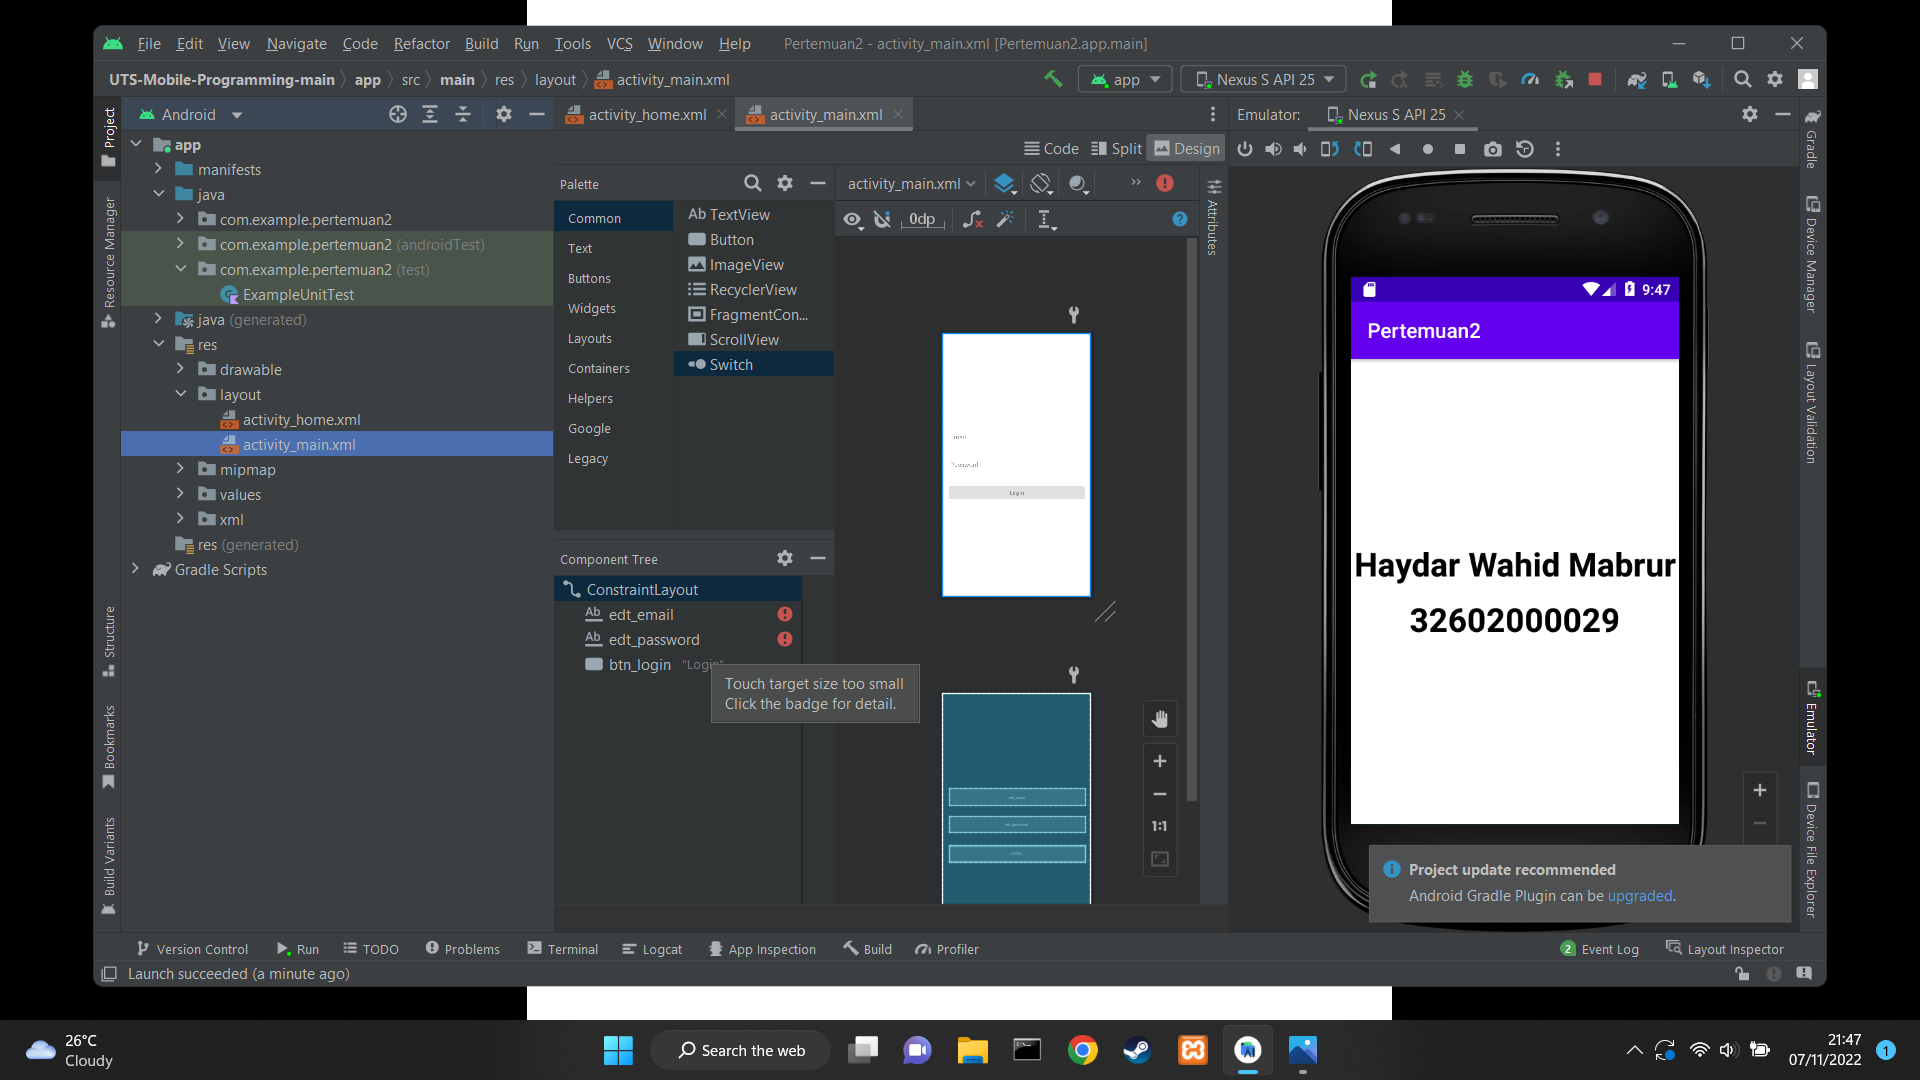 File Edit View Navigate Code Refactor Build Run Tools VCS Window Help Pertemuan2 - activity_main.xml [Pertemuan2.app.main]
UTS-Mobile-Programming-main app src main res layout activity_main.xml app Nexus S API 25
Project
Resource Manager
Structure
Bookmarks
Build Variants
Android
app
manifests
java
com.example.pertemuan2
com.example.pertemuan2 (androidTest)
com.example.pertemuan2 (test)
ExampleUnitTest
java (generated)
res
drawable
layout
activity_home.xml
activity_main.xml
mipmap
values
xml
res (generated)
Gradle Scripts
activity_home.xml activity_main.xml
Code Split Design
Palette
Common
Text
Buttons
Widgets
Layouts
Containers
Helpers
Google
Legacy
Ab TextView
Button
ImageView
RecyclerView
FragmentCon...
ScrollView
Switch
activity_main.xml
0dp
Password
Login
1:1
Component Tree
ConstraintLayout
Ab edt_email
Ab edt_password
btn_login "Login"
Touch target size too small
Click the badge for detail.
Attributes
Emulator: Nexus S API 25
9:47
Pertemuan2
Haydar Wahid Mabrur
32602000029
Project update recommended
Android Gradle Plugin can be upgraded.
Gradle
Device Manager
Layout Validation
Emulator
Device File Explorer
Version Control Run TODO Problems Terminal Logcat App Inspection Build Profiler 2 Event Log Layout Inspector
Launch succeeded (a minute ago)
26°C
Cloudy
Search the web
21:47
07/11/2022
1